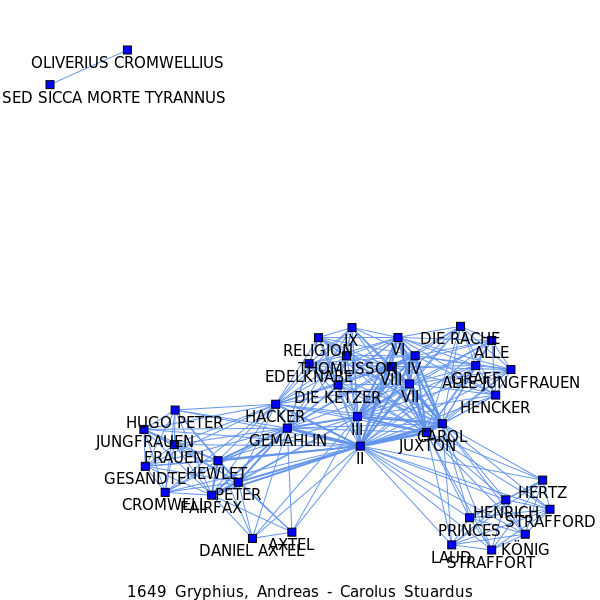 OLIVERIUS CROMWELLIUS
SED SICCA MORTE TYRANNUS
DIE RACHE
IX
VI
RELIGION
ALLE
THOMLISSON
IV
EDELKNABE
VIII
GRAFF
ALLE JUNGFRAUEN
DIE KETZER
VII
HENCKER
HACKER
HUGO PETER
III
GEMAHLIN
CAROL
JUNGFRAUEN
JUXTON
FRAUEN
II
HEWLET
GESANDTE
HERTZ
PETER
CROMWELL
FAIRFAX
HENRICH
STRAFFORD
PRINCES
AXTEL
DANIEL AXTEL
KÖNIG
LAUD
STRAFFORT
1649 Gryphius, Andreas - Carolus Stuardus